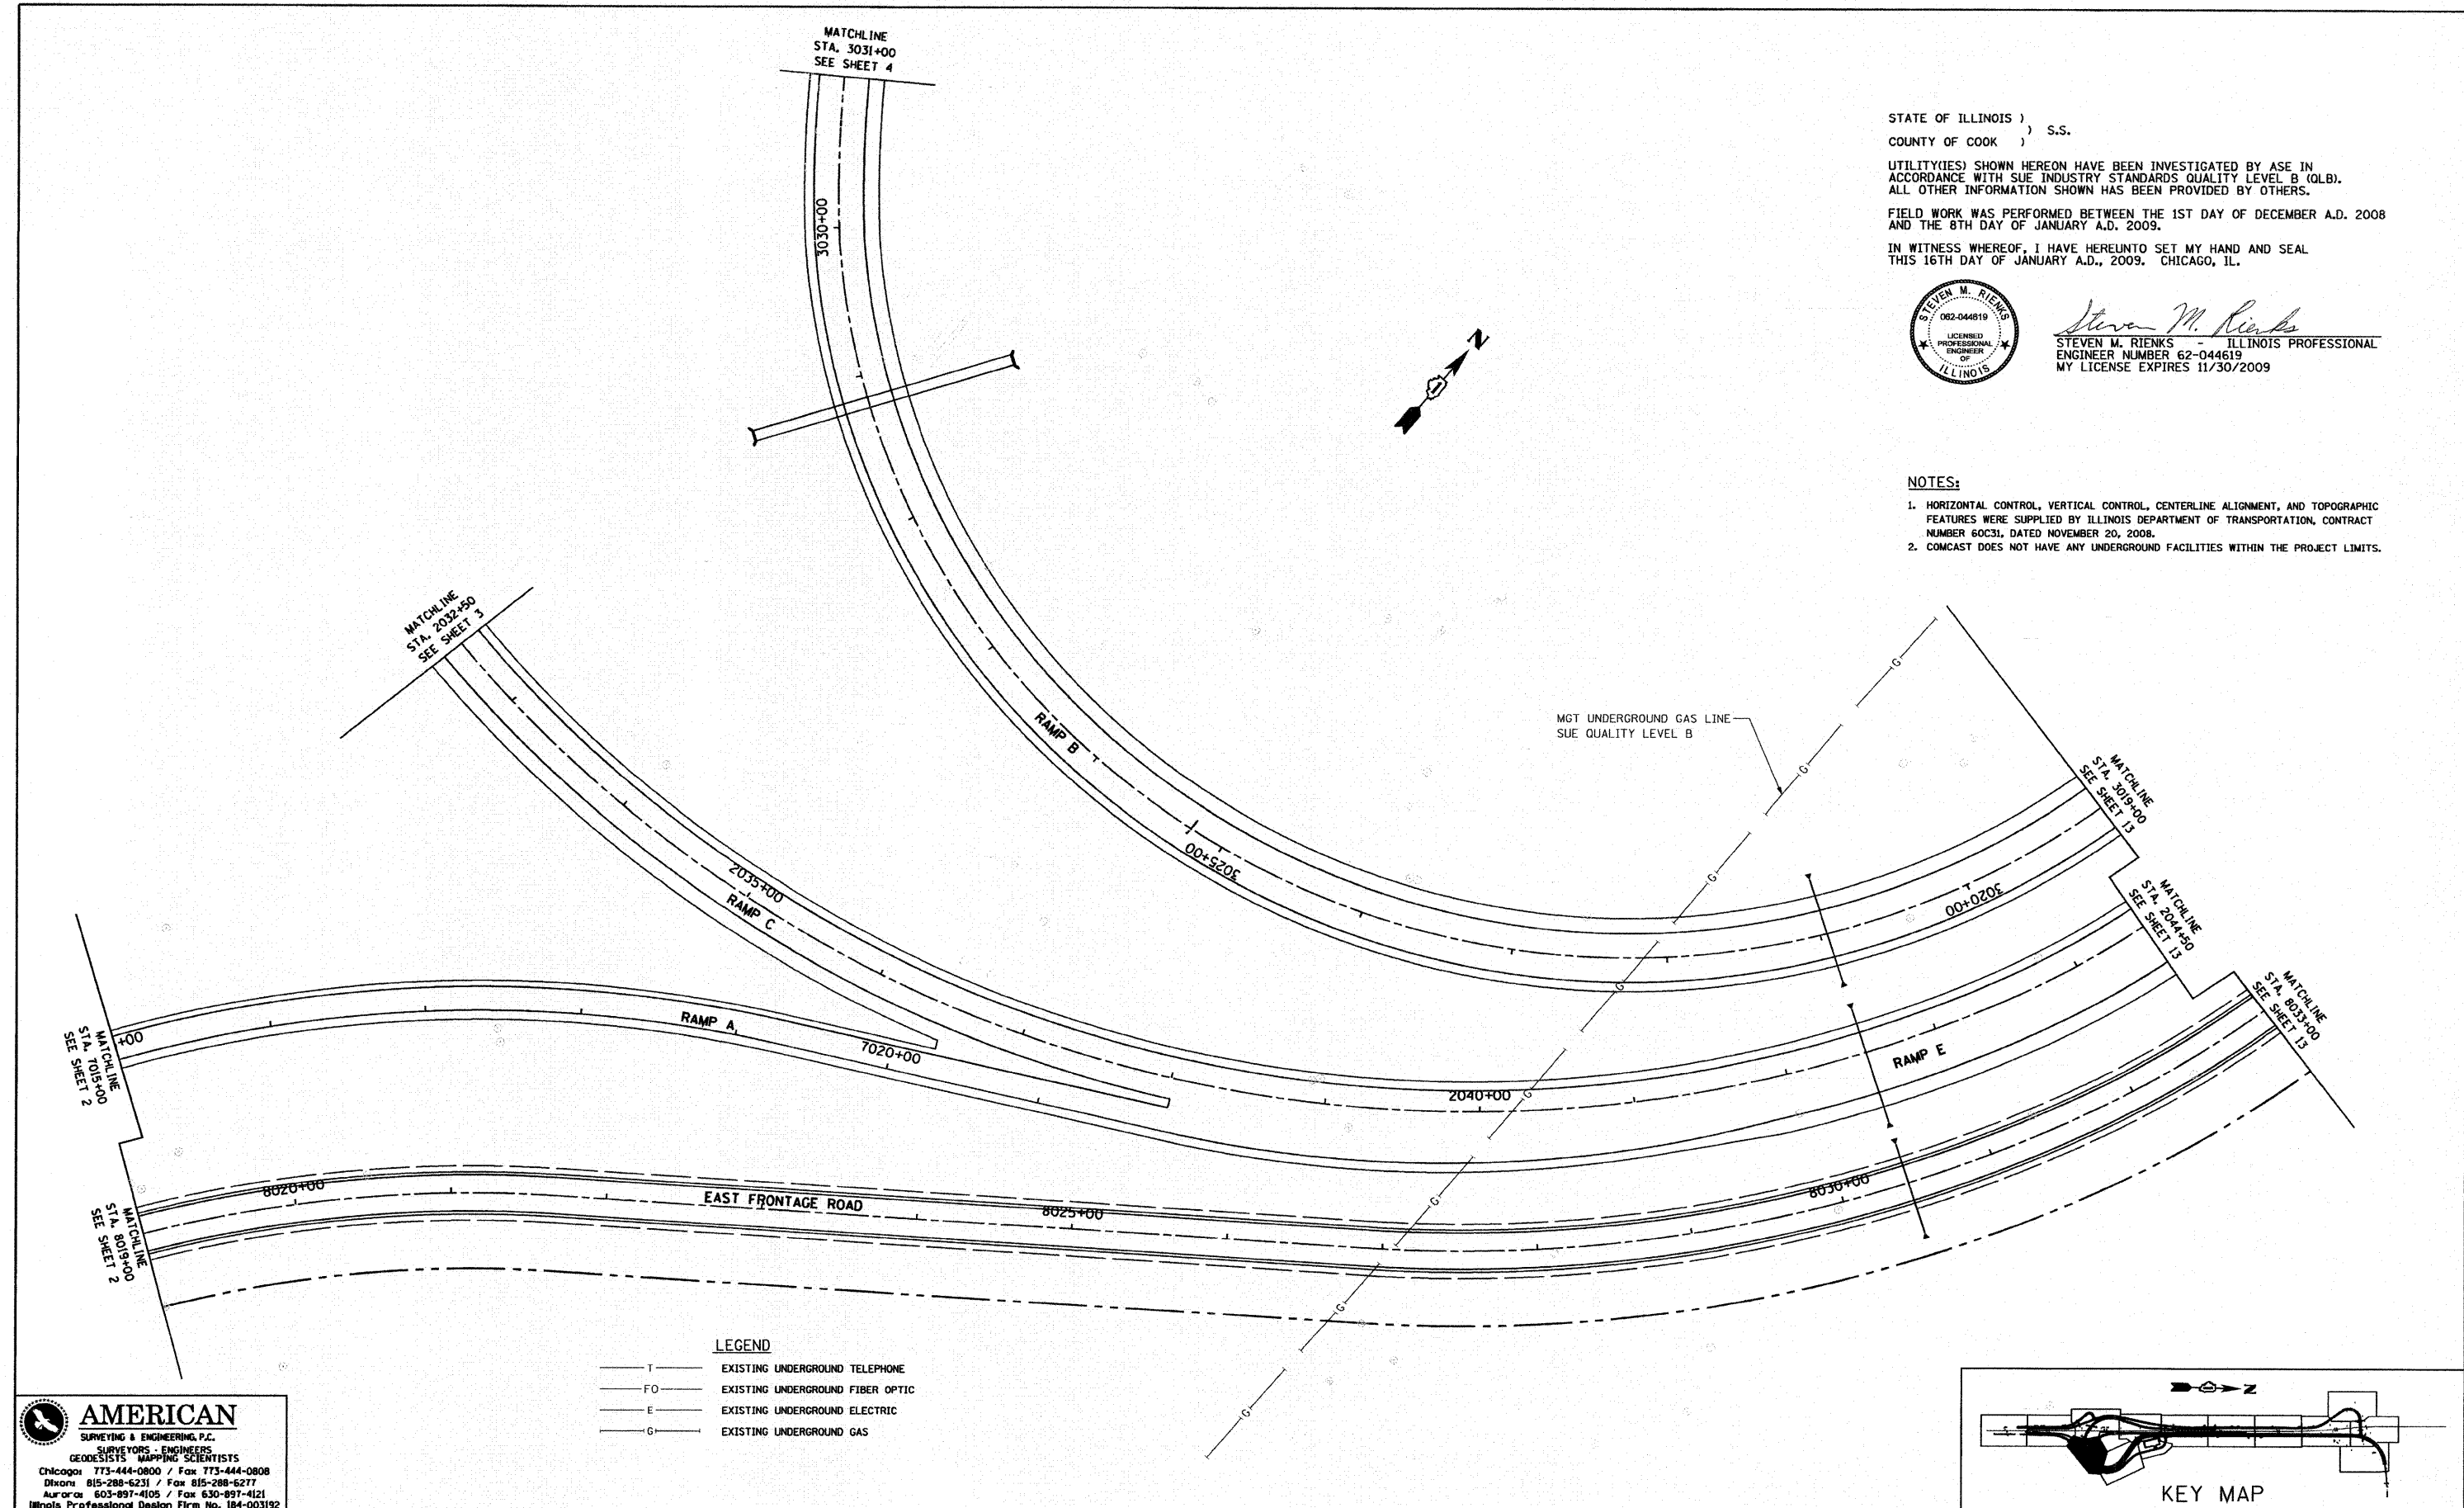 MATCHLINE
STA. 3031+00
SEE SHEET 4
3030+00
STATE OF ILLINOIS )
) S.S.
COUNTY OF COOK )
UTILITY(IES) SHOWN HEREON HAVE BEEN INVESTIGATED BY ASE IN
ACCORDANCE WITH SUE INDUSTRY STANDARDS QUALITY LEVEL B (QLB).
ALL OTHER INFORMATION SHOWN HAS BEEN PROVIDED BY OTHERS.
FIELD WORK WAS PERFORMED BETWEEN THE 1ST DAY OF DECEMBER A.D. 2008
AND THE 8TH DAY OF JANUARY A.D. 2009.
IN WITNESS WHEREOF, I HAVE HEREUNTO SET MY HAND AND SEAL
THIS 16TH DAY OF JANUARY A.D., 2009. CHICAGO, IL.
STEVEN M. RIENKS
062-044619
LICENSED
PROFESSIONAL
ENGINEER
OF
ILLINOIS
Steven M. Rienks
STEVEN M. RIENKS - ILLINOIS PROFESSIONAL
ENGINEER NUMBER 62-044619
MY LICENSE EXPIRES 11/30/2009
N
NOTES:
1. HORIZONTAL CONTROL, VERTICAL CONTROL, CENTERLINE ALIGNMENT, AND TOPOGRAPHIC
FEATURES WERE SUPPLIED BY ILLINOIS DEPARTMENT OF TRANSPORTATION, CONTRACT
NUMBER 60C31, DATED NOVEMBER 20, 2008.
2. COMCAST DOES NOT HAVE ANY UNDERGROUND FACILITIES WITHIN THE PROJECT LIMITS.
MATCHLINE
STA. 2032+50
SEE SHEET 3
RAMP B
MGT UNDERGROUND GAS LINE
SUE QUALITY LEVEL B
G
G
G
G
G
G
G
G
MATCHLINE
STA. 3019+00
SEE SHEET 13
3025+00
3020+00
2035+00
RAMP C
MATCHLINE
STA. 2044+50
SEE SHEET 13
MATCHLINE
STA. 8033+00
SEE SHEET 13
MATCHLINE
STA. 7015+00
SEE SHEET 2
+00
RAMP A
7020+00
2040+00
RAMP E
8020+00
EAST FRONTAGE ROAD
8025+00
8030+00
MATCHLINE
STA. 8019+00
SEE SHEET 2
LEGEND
T EXISTING UNDERGROUND TELEPHONE
FO EXISTING UNDERGROUND FIBER OPTIC
E EXISTING UNDERGROUND ELECTRIC
G EXISTING UNDERGROUND GAS
AMERICAN
SURVEYING & ENGINEERING, P.C.
SURVEYORS · ENGINEERS
GEODESISTS MAPPING SCIENTISTS
Chicago: 773-444-0800 / Fax 773-444-0808
Dixon: 815-288-6231 / Fax 815-288-6277
Aurora: 603-897-4105 / Fax 630-897-4121
Illinois Professional Design Firm No. 184-003192
N
KEY MAP